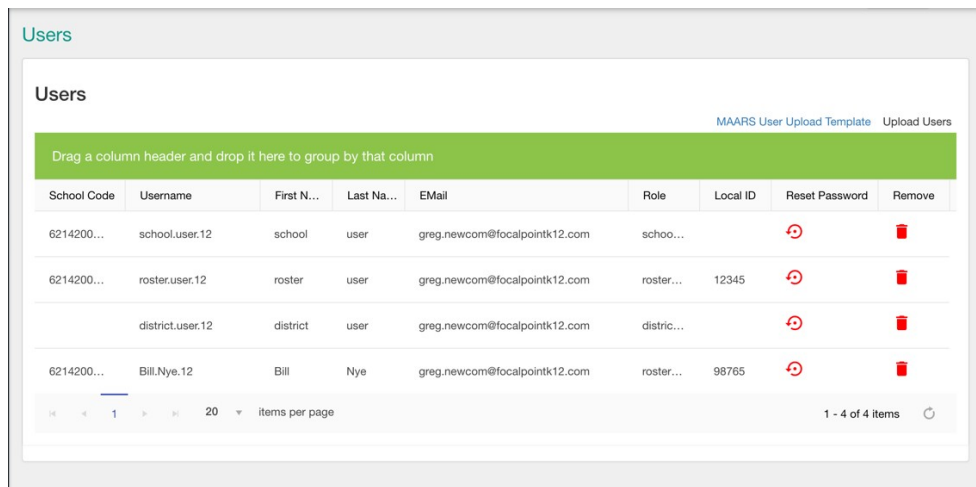 Users
Users
MAARS User Upload Template Upload Users
Drag a column header and drop it here to group by that column
School Code Username First N... Last Na... EMail Role Local ID Reset Password Remove
6214200... school.user.12 school user greg.newcom@focalpointk12.com schoo...
6214200... roster.user.12 roster user greg.newcom@focalpointk12.com roster... 12345
district.user.12 district user greg.newcom@focalpointk12.com distric...
6214200... Bill.Nye.12 Bill Nye greg.newcom@focalpointk12.com roster... 98765
1 20 items per page 1 - 4 of 4 items